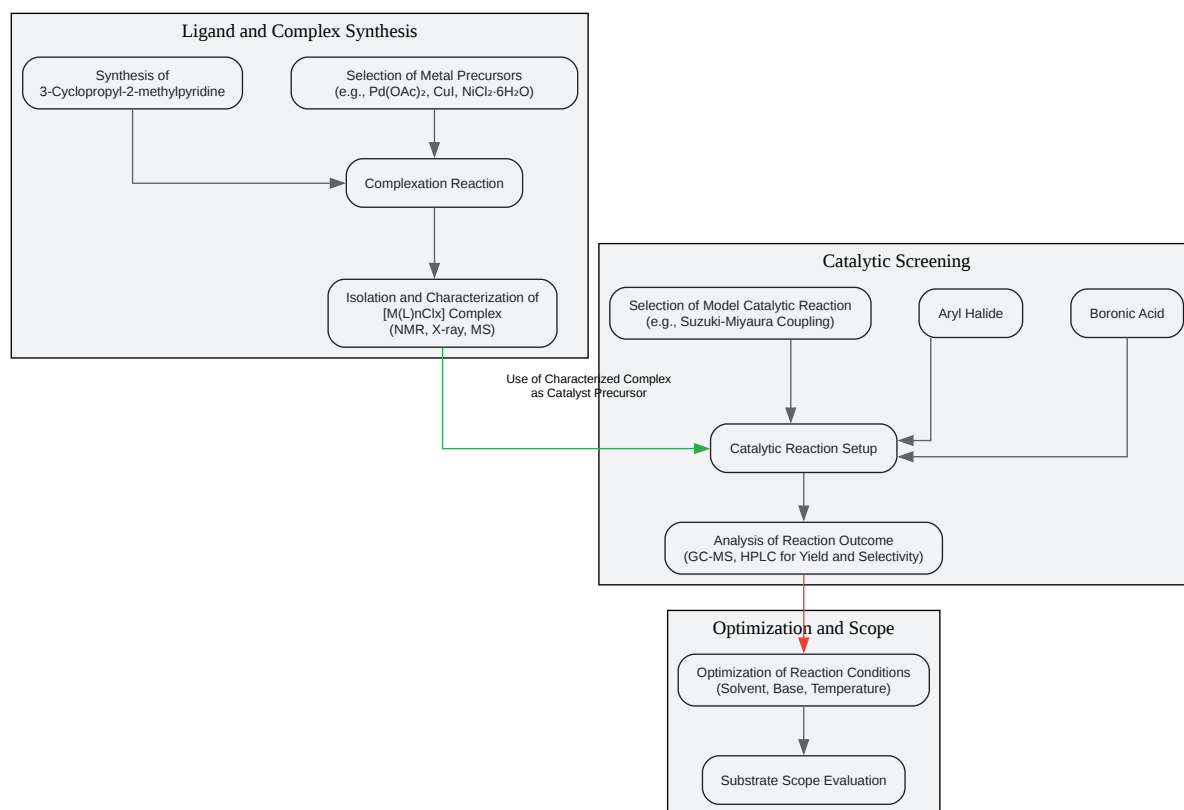 Ligand and Complex Synthesis
Synthesis of
3-Cyclopropyl-2-methylpyridine
Selection of Metal Precursors
(e.g., Pd(OAc)₂, CuI, NiCl₂·6H₂O)
Complexation Reaction
Isolation and Characterization of
[M(L)nClx] Complex
(NMR, X-ray, MS)
Use of Characterized Complex
as Catalyst Precursor
Catalytic Screening
Selection of Model Catalytic Reaction
(e.g., Suzuki-Miyaura Coupling)
Aryl Halide
Boronic Acid
Catalytic Reaction Setup
Analysis of Reaction Outcome
(GC-MS, HPLC for Yield and Selectivity)
Optimization and Scope
Optimization of Reaction Conditions
(Solvent, Base, Temperature)
Substrate Scope Evaluation